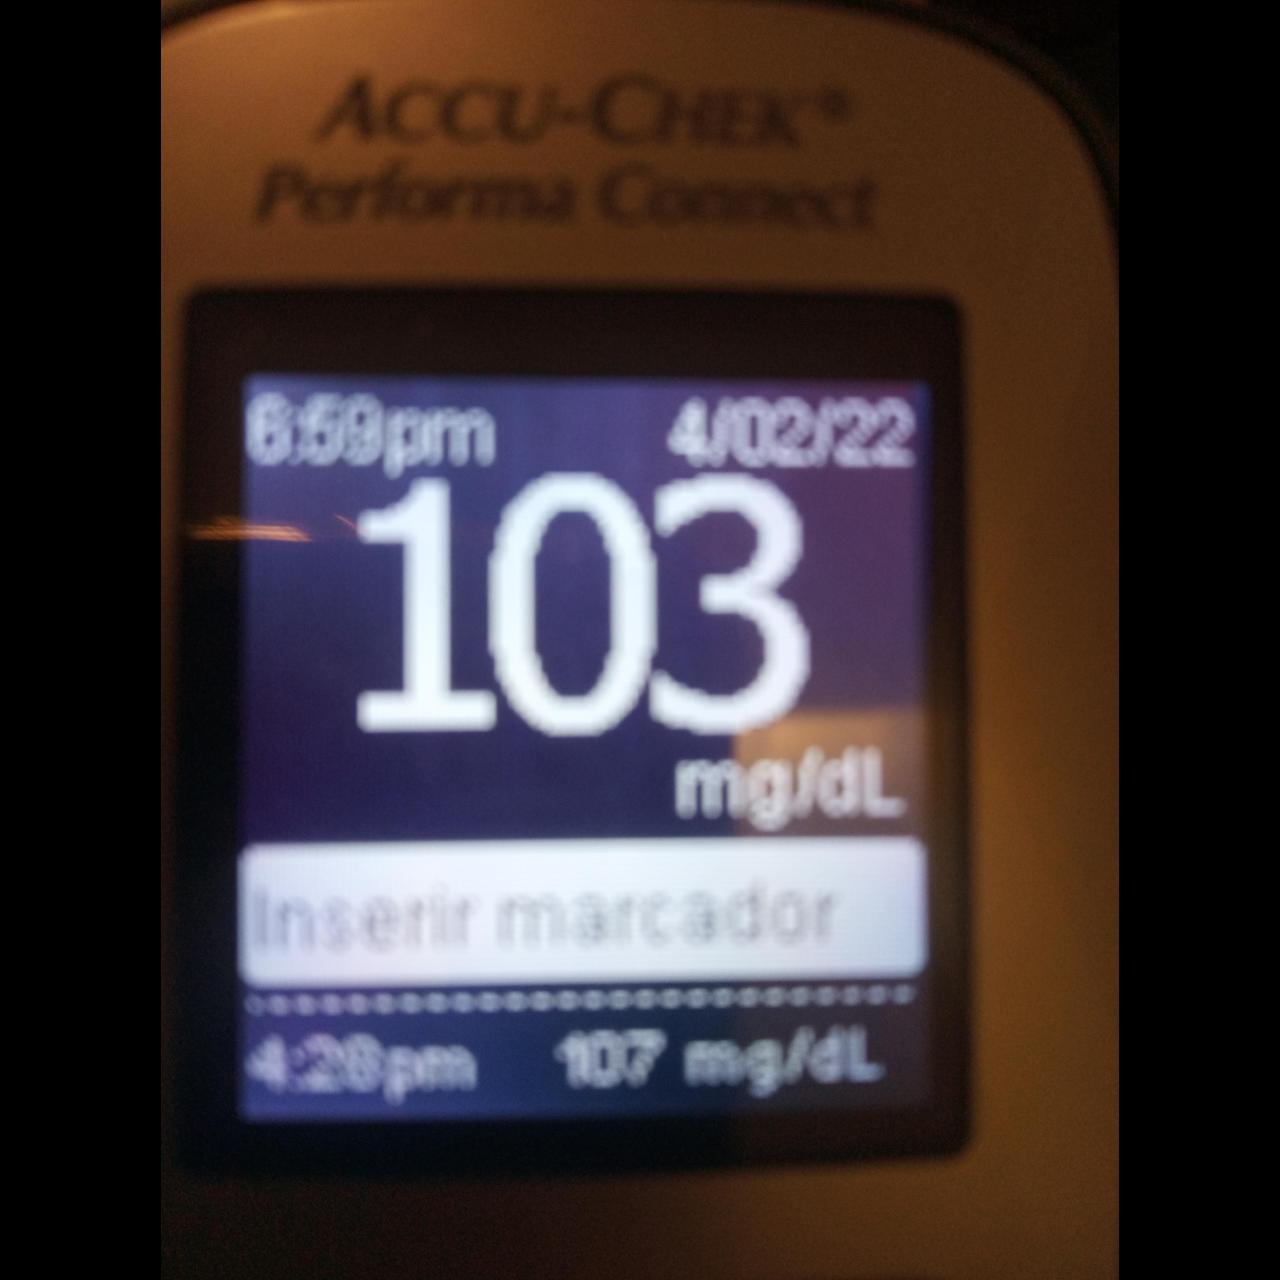 ACCU-CHEK®
Performa Connect
6:59pm 4/02/22
103
mg/dL
Inserir marcador
4:28pm 107 mg/dL